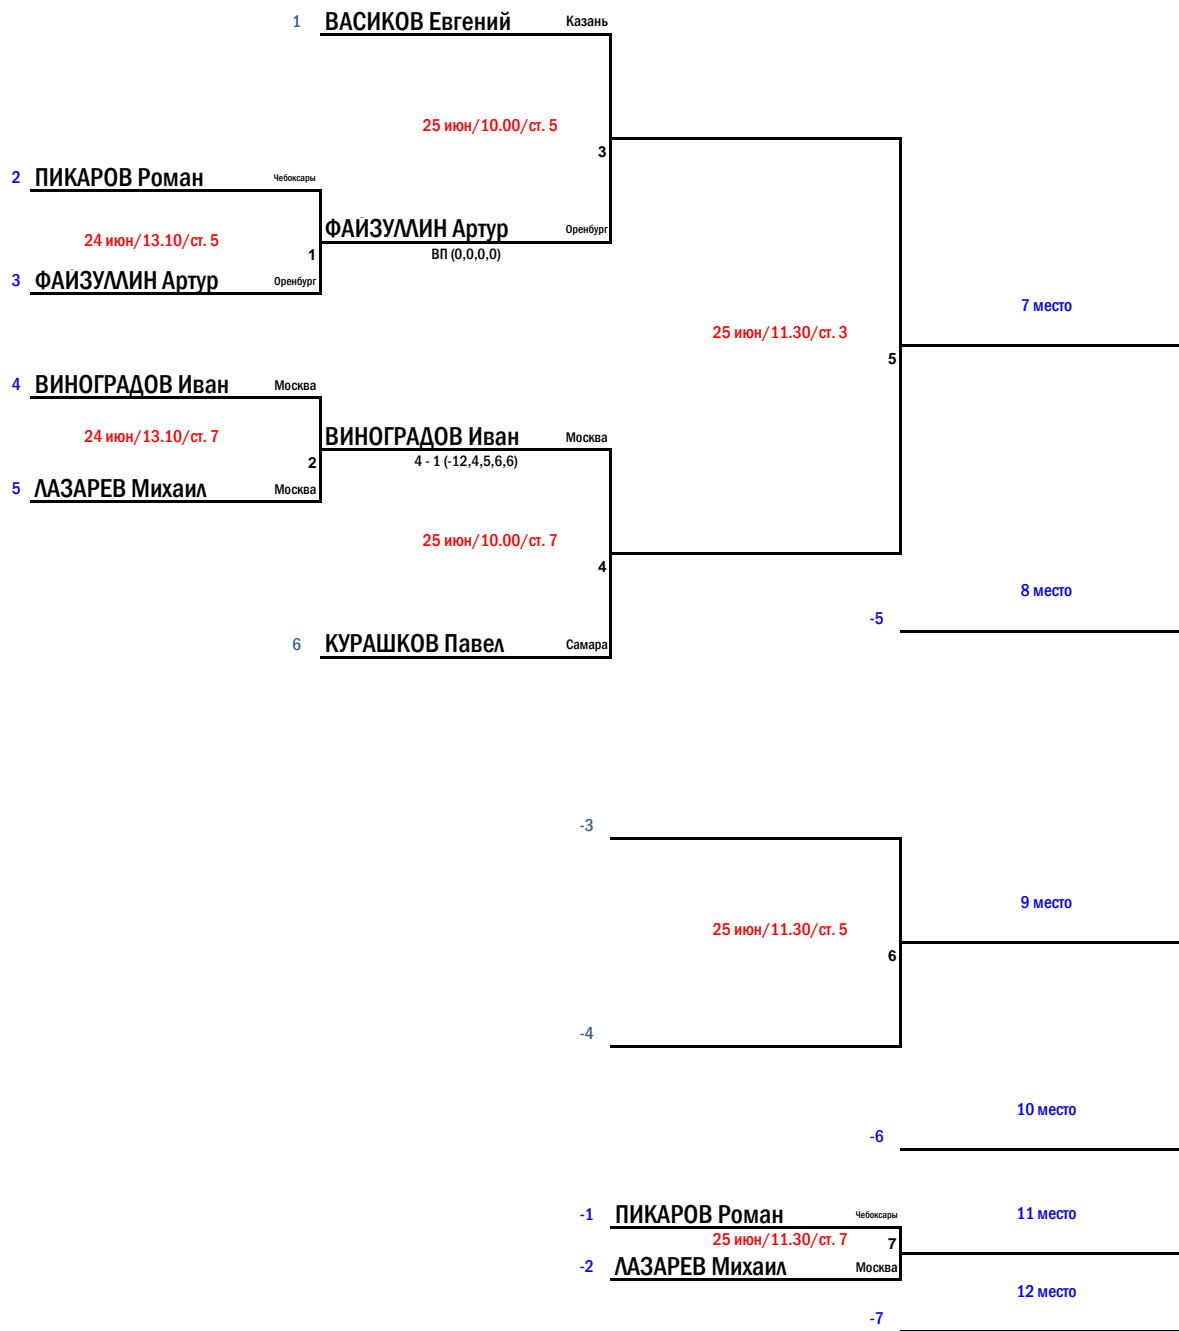 1 ВАСИКОВ Евгений Казань
25 июн/10.00/ст. 5
3
2 ПИКАРОВ Роман Чебоксары
ФАЙЗУЛЛИН Артур Оренбург
24 июн/13.10/ст. 5
1
ВП (0,0,0,0)
3 ФАЙЗУЛЛИН Артур Оренбург
7 место
25 июн/11.30/ст. 3
5
4 ВИНОГРАДОВ Иван Москва
24 июн/13.10/ст. 7
ВИНОГРАДОВ Иван Москва
2
4 - 1 (-12,4,5,6,6)
5 ЛАЗАРЕВ Михаил Москва
25 июн/10.00/ст. 7
4
8 место
-5
6 КУРАШКОВ Павел Самара
-3
9 место
25 июн/11.30/ст. 5
6
-4
10 место
-6
-1 ПИКАРОВ Роман Чебоксары
11 место
25 июн/11.30/ст. 7
7
-2 ЛАЗАРЕВ Михаил Москва
12 место
-7